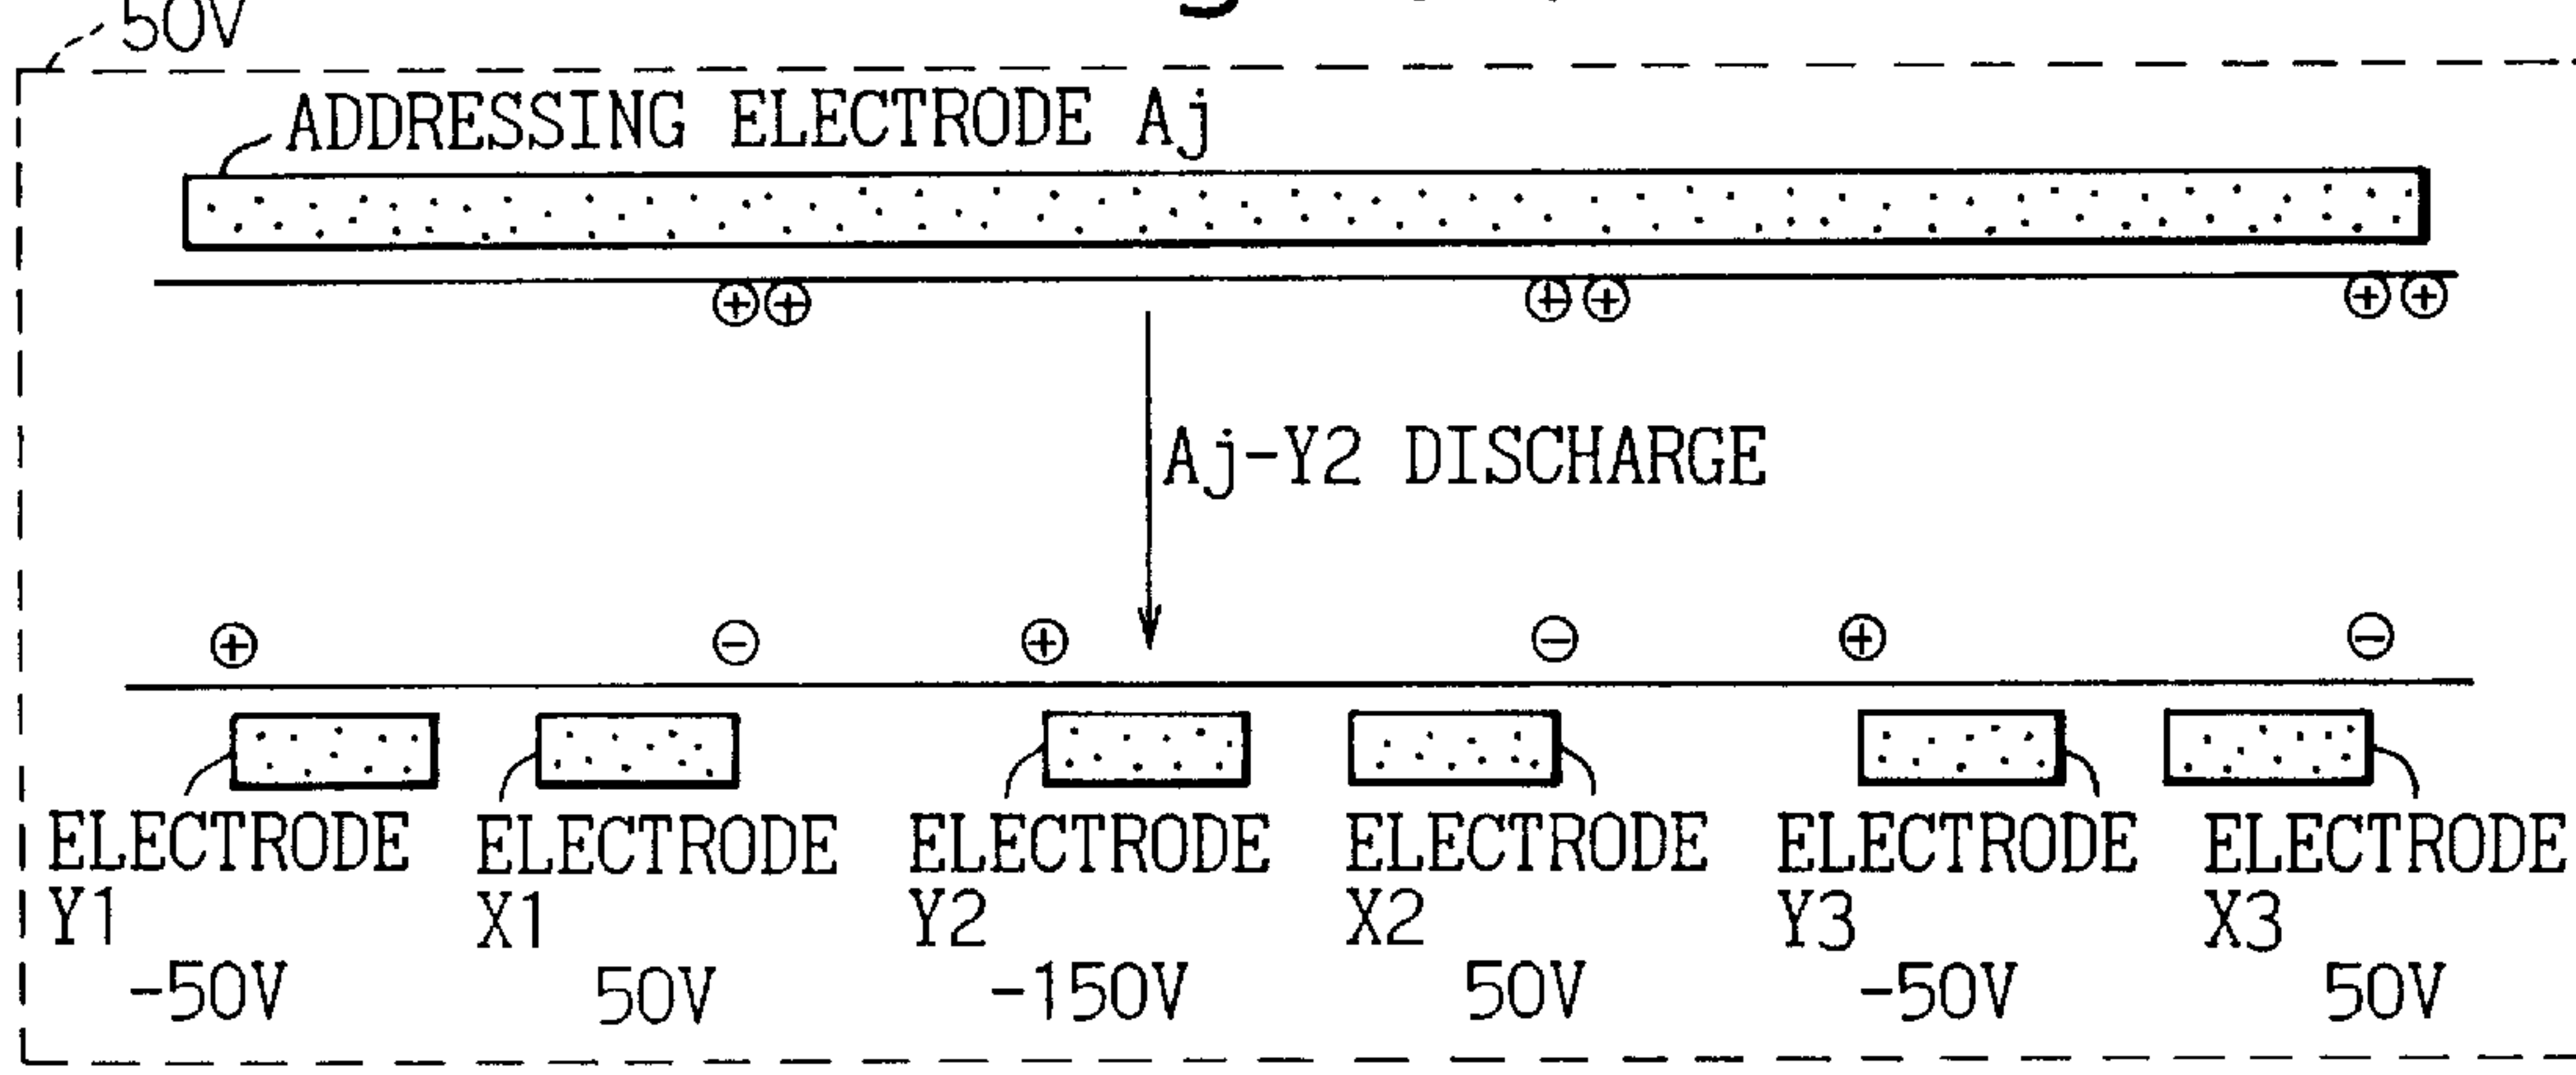 50V
ADDRESSING ELECTRODE Aj
Aj-Y2 DISCHARGE
ELECTRODE Y1
ELECTRODE X1
ELECTRODE Y2
ELECTRODE X2
ELECTRODE Y3
ELECTRODE X3
-50V
50V
-150V
50V
-50V
50V